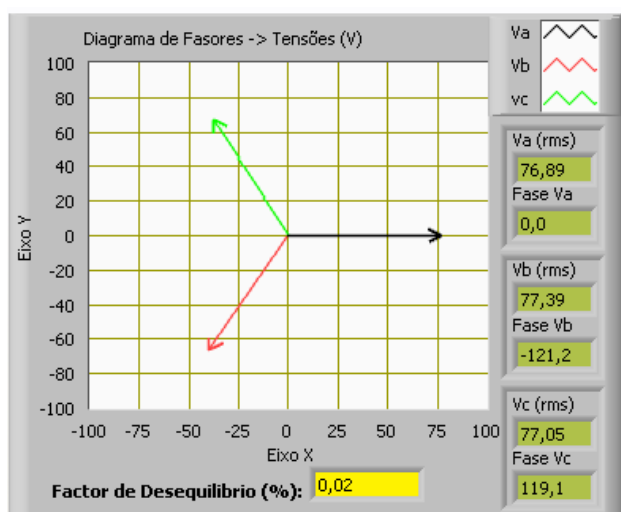 Diagrama de Fasores -> Tensões (V)
100
80
60
40
20
0
-20
-40
-60
-80
-100
Eixo Y
-100 -75 -50 -25 0 25 50 75 100
Eixo X
Factor de Desequilibrio (%): 0,02
Va
Vb
vc
Va (rms)
76,89
Fase Va
0,0
Vb (rms)
77,39
Fase Vb
-121,2
Vc (rms)
77,05
Fase Vc
119,1